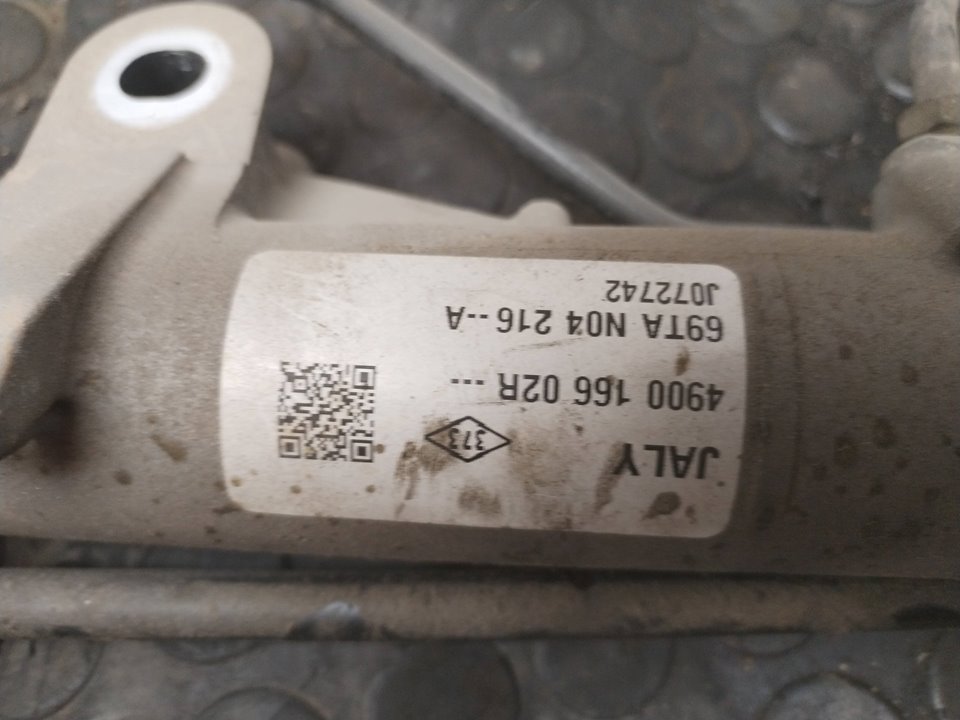 JALY
373
4900 166 02R ...
69TA N04 216--A
J072742